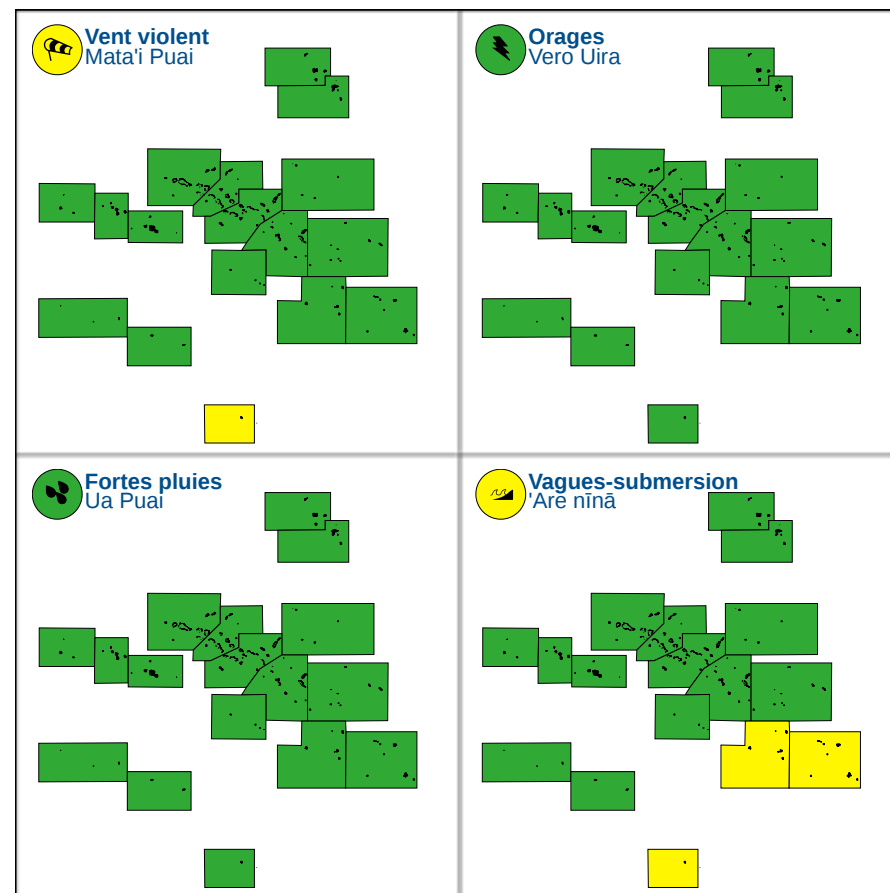 Vent violent
Mata'i Puai
Orages
Vero Uira
Fortes pluies
Ua Puai
Vagues-submersion
'Are nīnā